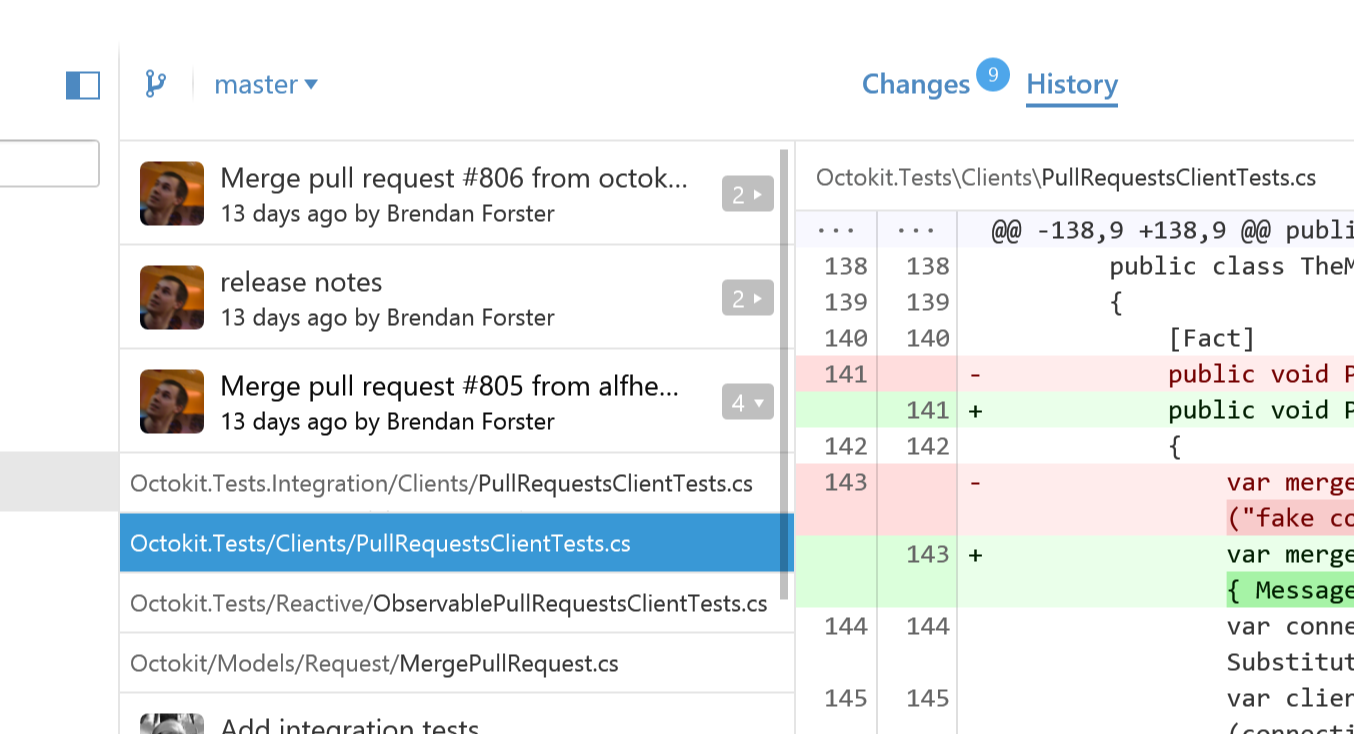 master
Changes 9 History
Merge pull request #806 from octok...
13 days ago by Brendan Forster
2
release notes
13 days ago by Brendan Forster
2
Merge pull request #805 from alfhe...
13 days ago by Brendan Forster
4
Octokit.Tests.Integration/Clients/PullRequestsClientTests.cs
Octokit.Tests/Clients/PullRequestsClientTests.cs
Octokit.Tests/Reactive/ObservablePullRequestsClientTests.cs
Octokit/Models/Request/MergePullRequest.cs
Add integration tests
Octokit.Tests\Clients\PullRequestsClientTests.cs
... ... @@ -138,9 +138,9 @@ publi
138 138 public class TheM
139 139 {
140 140 [Fact]
141 - public void P
141 + public void P
142 142 {
143 - var merge
("fake co
143 + var merge
{ Message
144 144 var conne
Substitut
145 145 var clien
(connecti